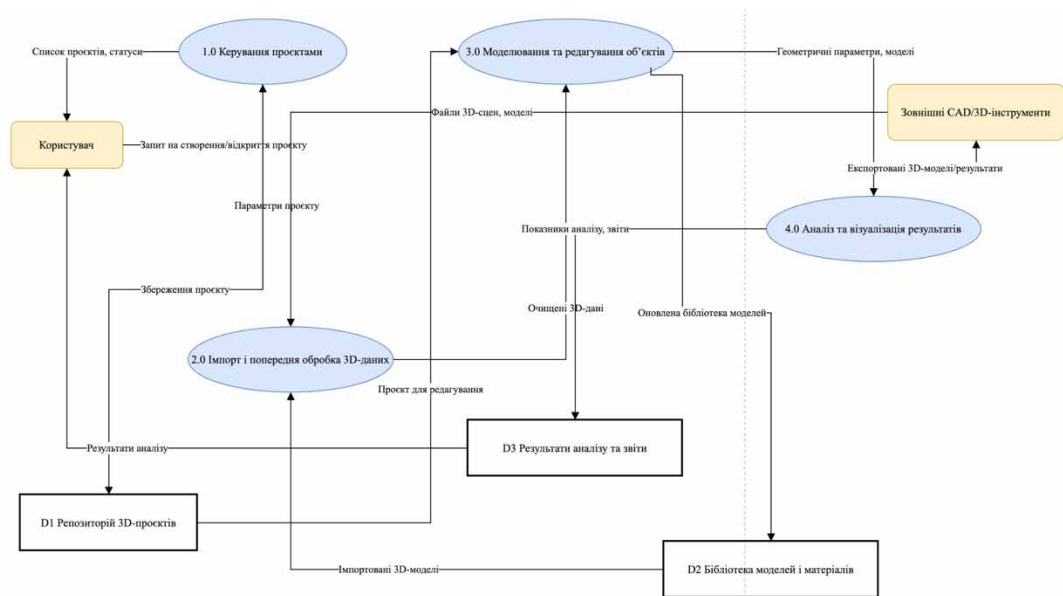 Список проєктів, статуси
1.0 Керування проєктами
3.0 Моделювання та редагування об’єктів
Геометричні параметри, моделі
Файли 3D-сцен, моделі
Зовнішні CAD/3D-інструменти
Користувач
Запит на створення/відкриття проєкту
Експортовані 3D-моделі/результати
Параметри проєкту
Показники аналізу, звіти
4.0 Аналіз та візуалізація результатів
Збереження проєкту
Очищені 3D-дані
Оновлена бібліотека моделей
2.0 Імпорт і попередня обробка 3D-даних
Проєкт для редагування
Результати аналізу
D3 Результати аналізу та звіти
D1 Репозиторій 3D-проєктів
Імпортовані 3D-моделі
D2 Бібліотека моделей і матеріалів